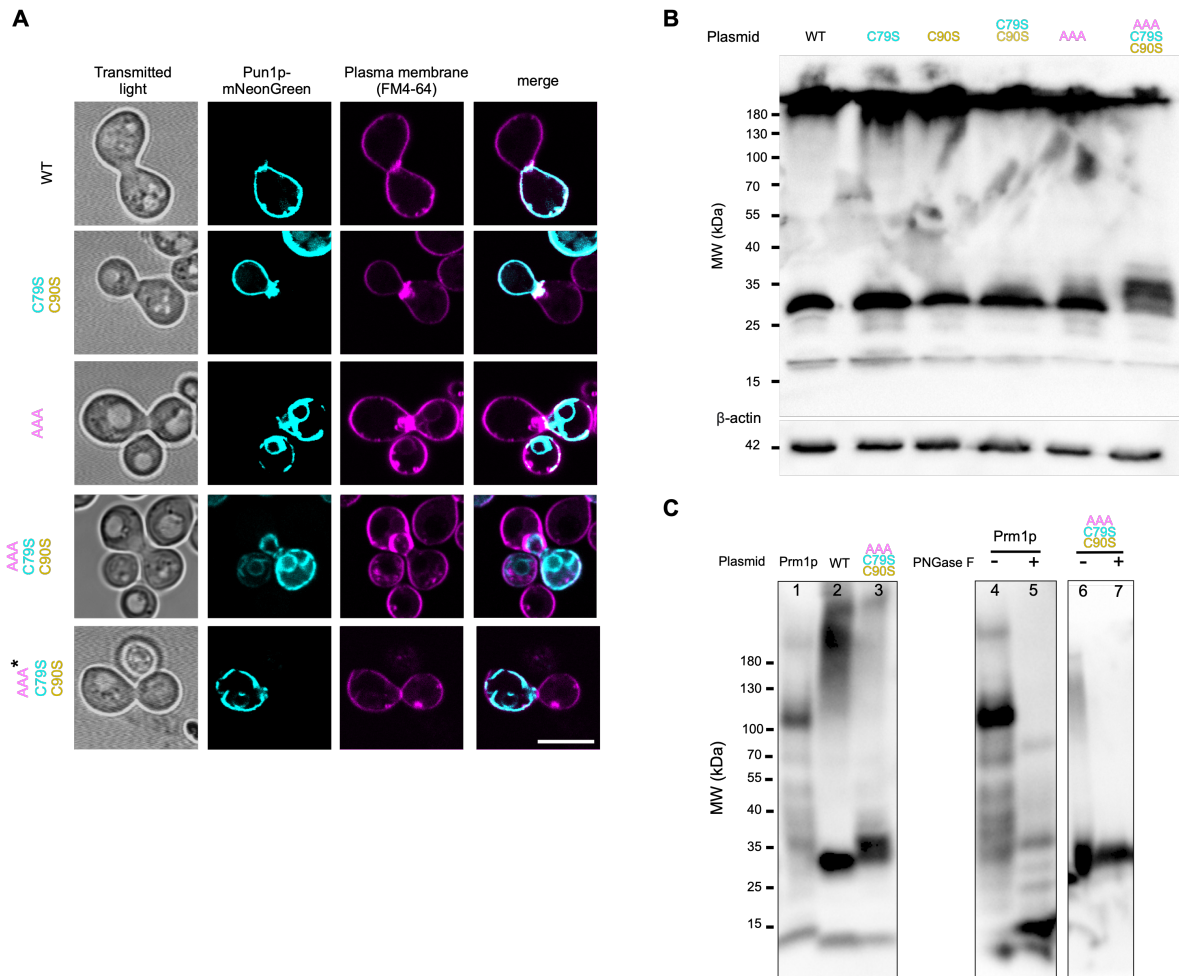 A
Transmitted light
Pun1p-mNeonGreen
Plasma membrane (FM4-64)
merge
WT
C79S
C90S
AAA
AAA
C79S
C90S
AAA*
C79S
C90S
B
Plasmid
WT
C79S
C90S
C79S
C90S
AAA
AAA
C79S
C90S
MW (kDa)
180
130
100
70
55
40
35
25
15
β-actin
42
C
Plasmid
Prm1p
WT
AAA
C79S
C90S
PNGase F
Prm1p
- +
AAA
C79S
C90S
- +
1 2 3 4 5 6 7
MW (kDa)
180
130
100
70
55
40
35
25
15